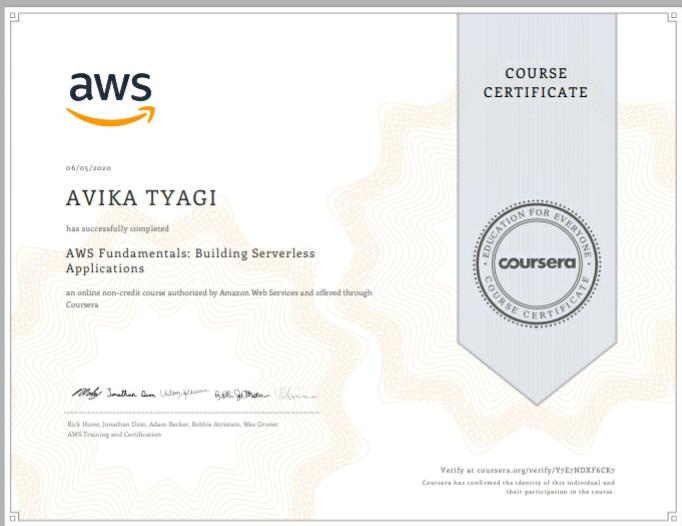 aws
COURSE
CERTIFICATE
06/05/2020
AVIKA TYAGI
has successfully completed
AWS Fundamentals: Building Serverless
Applications
an online non-credit course authorized by Amazon Web Services and offered through
Coursera
EDUCATION FOR EVERYONE
coursera
COURSE CERTIFICATE
Jonathan Dion
Rick Hurst, Jonathan Dion, Adam Becker, Bobbie Atristain, Wes Gruver
AWS Training and Certification
Verify at coursera.org/verify/Y7E7NDXF6CK7
Coursera has confirmed the identity of this individual and
their participation in the course.